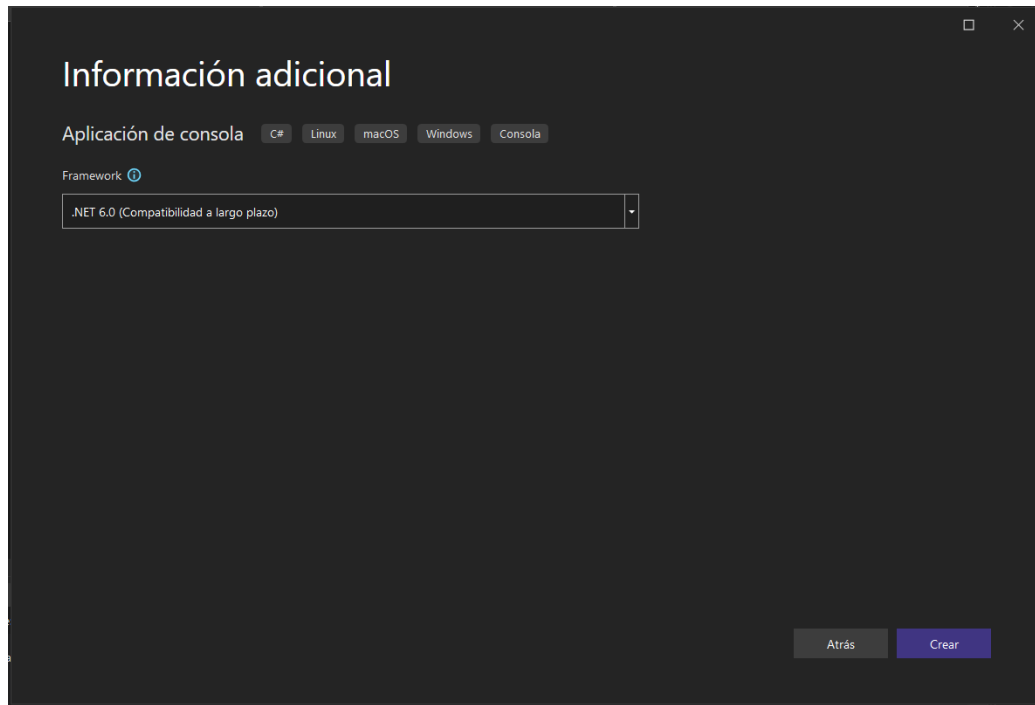 Información adicional
Aplicación de consola C# Linux macOS Windows Consola
Framework
.NET 6.0 (Compatibilidad a largo plazo)
Atrás Crear